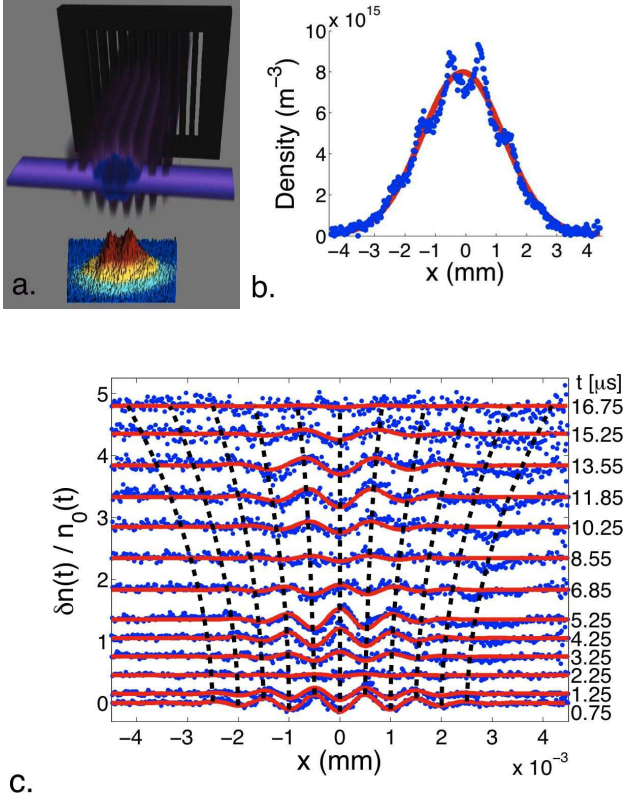 a.
× 10^15
10
8
6
4
2
0
Density (m⁻³)
−4 −3 −2 −1 0 1 2 3 4
x (mm)
b.
t [μs]
5
4
3
2
1
0
δn(t) / n₀(t)
16.75
15.25
13.55
11.85
10.25
8.55
6.85
5.25
4.25
3.25
2.25
1.25
0.75
−4 −3 −2 −1 0 1 2 3 4
x (mm)
× 10⁻³
c.